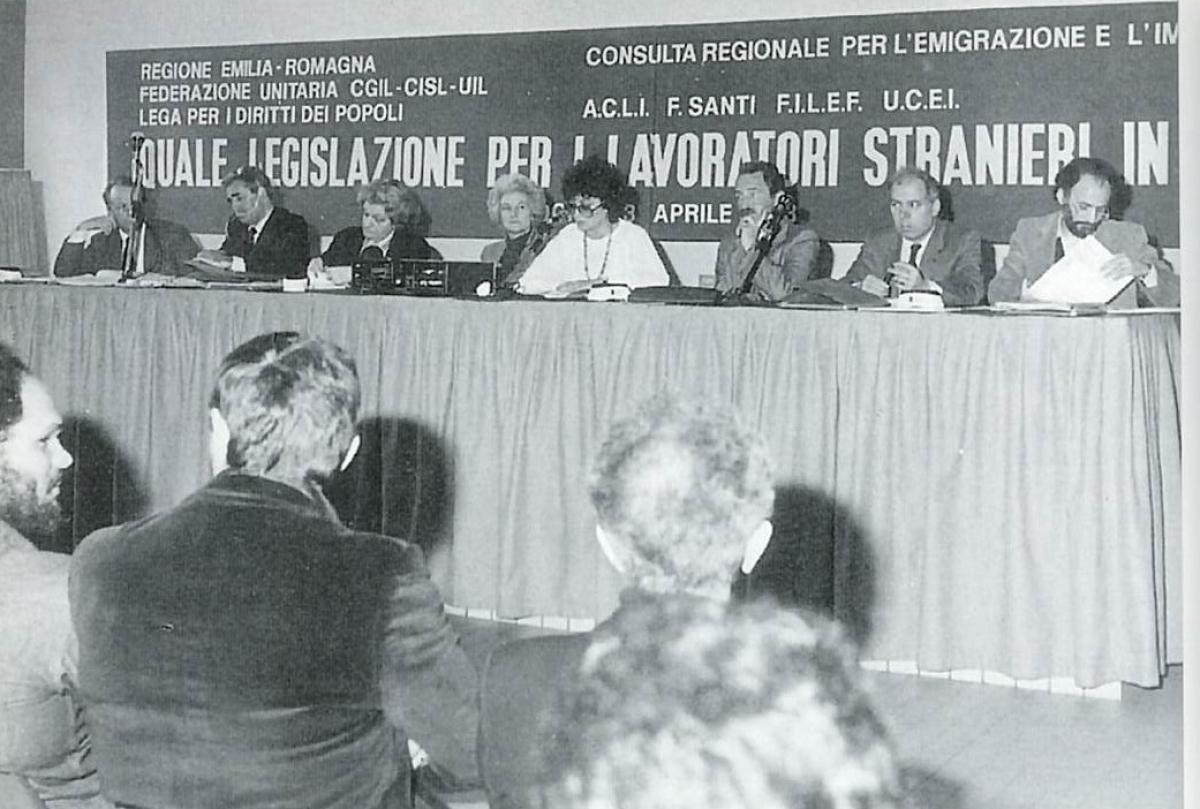 REGIONE EMILIA-ROMAGNA
FEDERAZIONE UNITARIA CGIL-CISL-UIL
LEGA PER I DIRITTI DEI POPOLI
CONSULTA REGIONALE PER L'EMIGRAZIONE E L'IM
A.C.L.I. F. SANTI F.I.L.E.F. U.C.E.I.
QUALE LEGISLAZIONE PER I LAVORATORI STRANIERI IN
APRILE